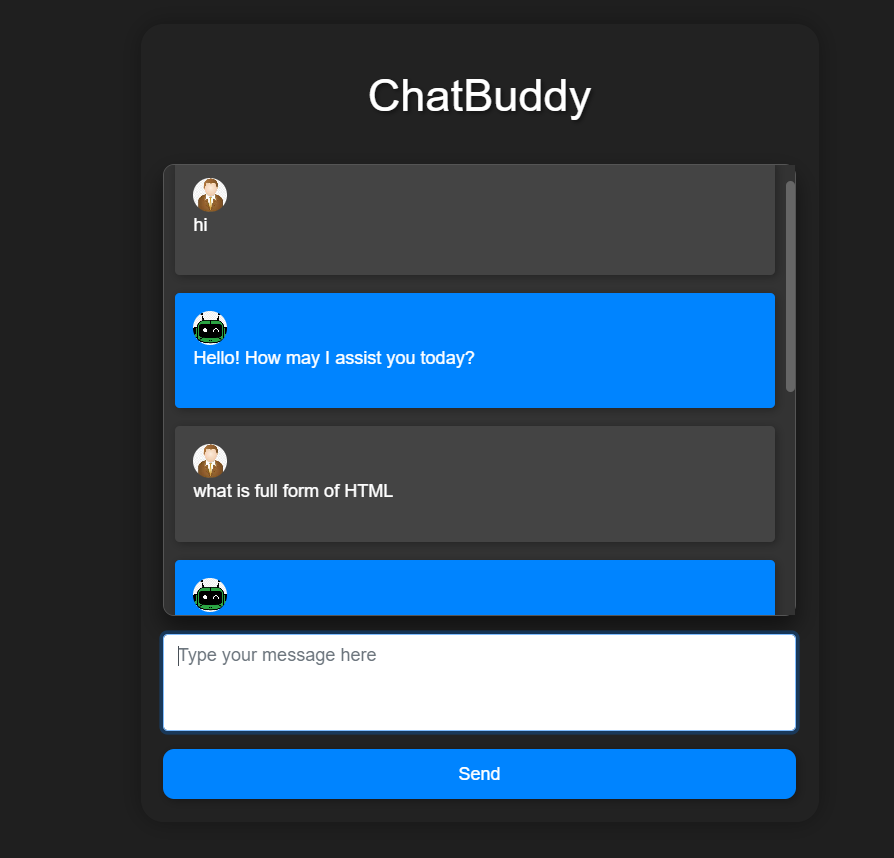 ChatBuddy
hi
Hello! How may I assist you today?
what is full form of HTML
Type your message here
Send